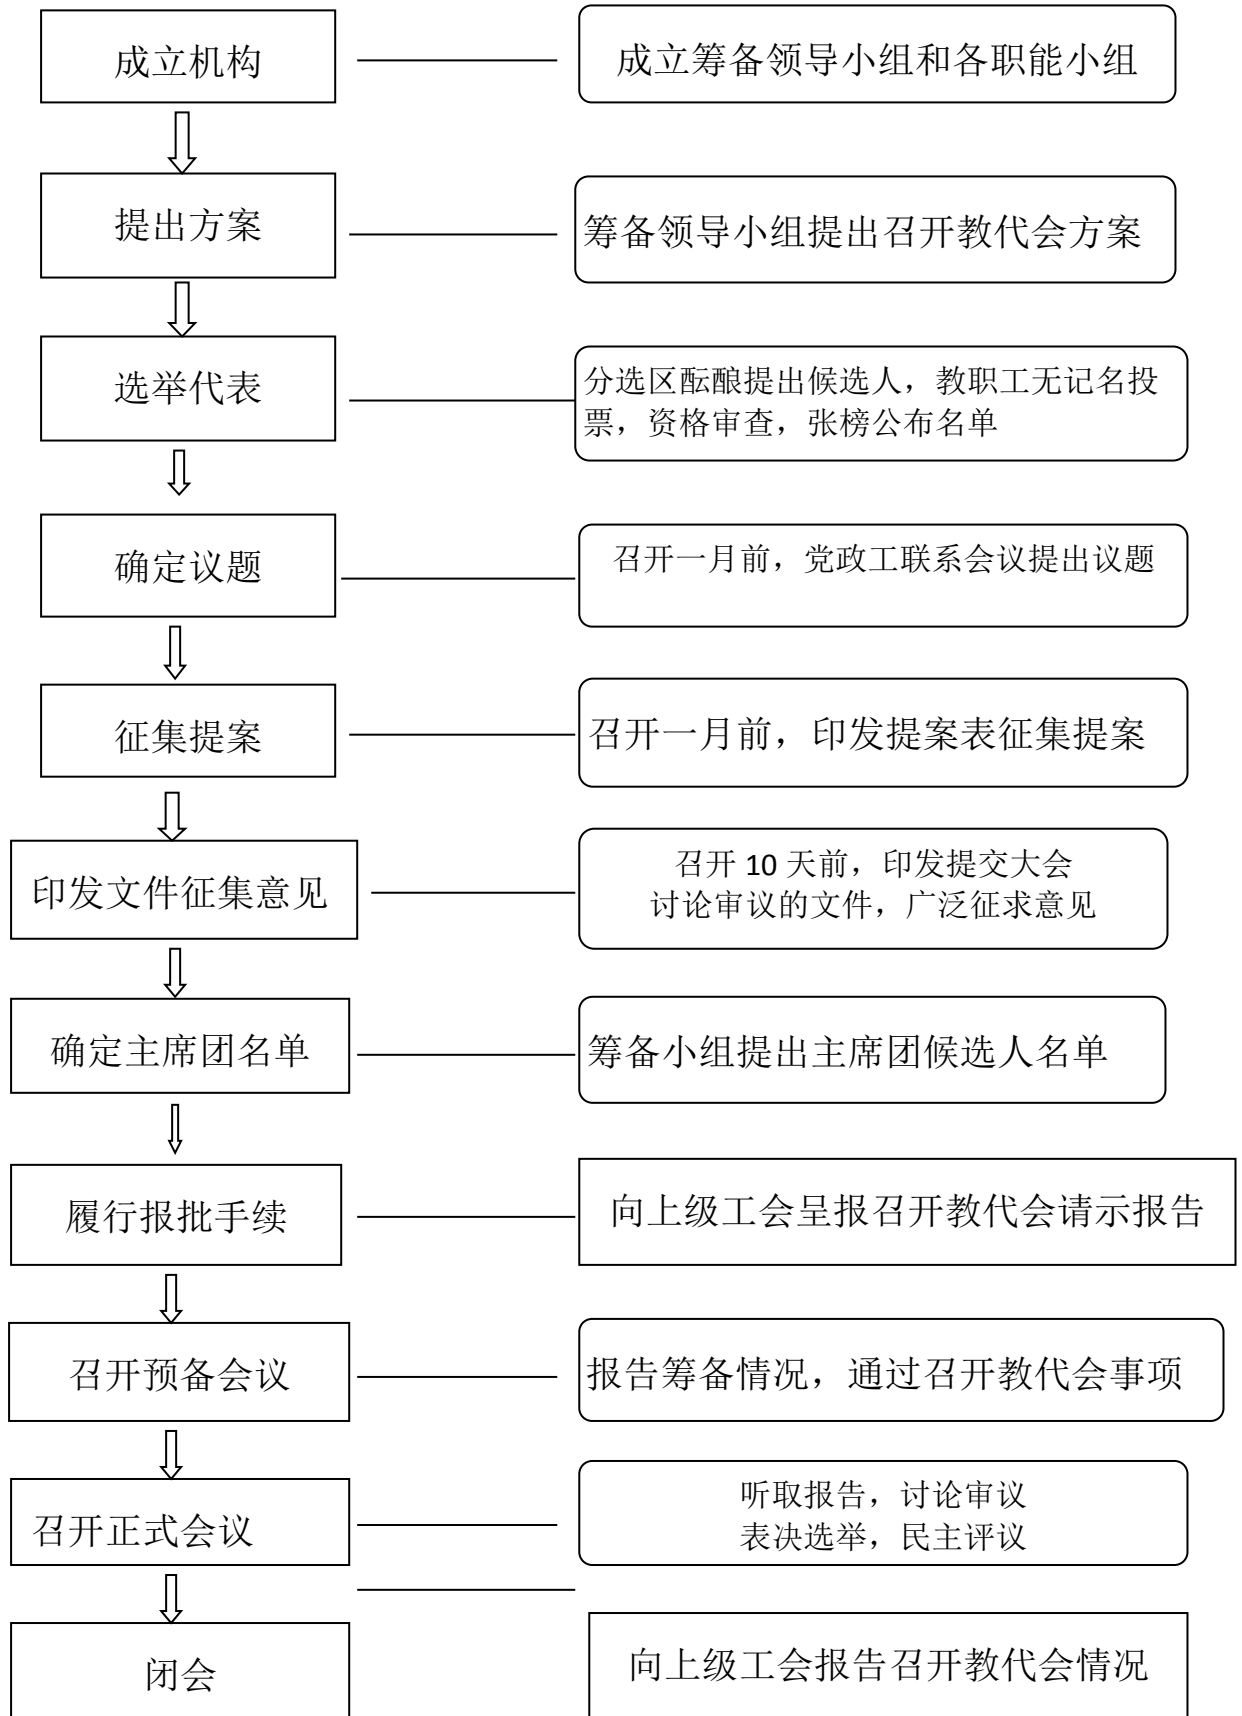 成立机构
成立筹备领导小组和各职能小组
提出方案
筹备领导小组提出召开教代会方案
选举代表
分选区酝酿提出候选人，教职工无记名投
票，资格审查，张榜公布名单
确定议题
召开一月前，党政工联系会议提出议题
征集提案
召开一月前，印发提案表征集提案
印发文件征集意见
召开 10 天前，印发提交大会
讨论审议的文件，广泛征求意见
确定主席团名单
筹备小组提出主席团候选人名单
履行报批手续
向上级工会呈报召开教代会请示报告
召开预备会议
报告筹备情况，通过召开教代会事项
召开正式会议
听取报告，讨论审议
表决选举，民主评议
闭会
向上级工会报告召开教代会情况